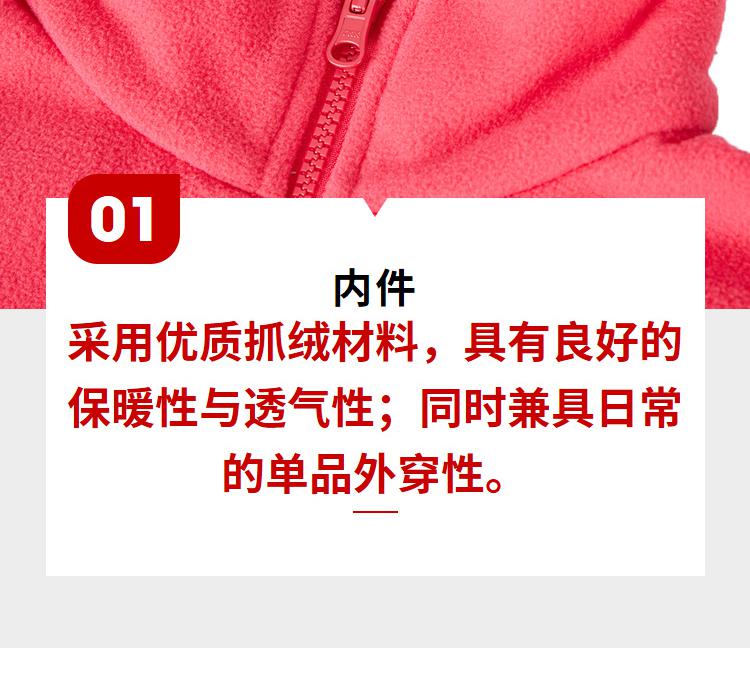 01
内件
采用优质抓绒材料，具有良好的
保暖性与透气性；同时兼具日常
的单品外穿性。